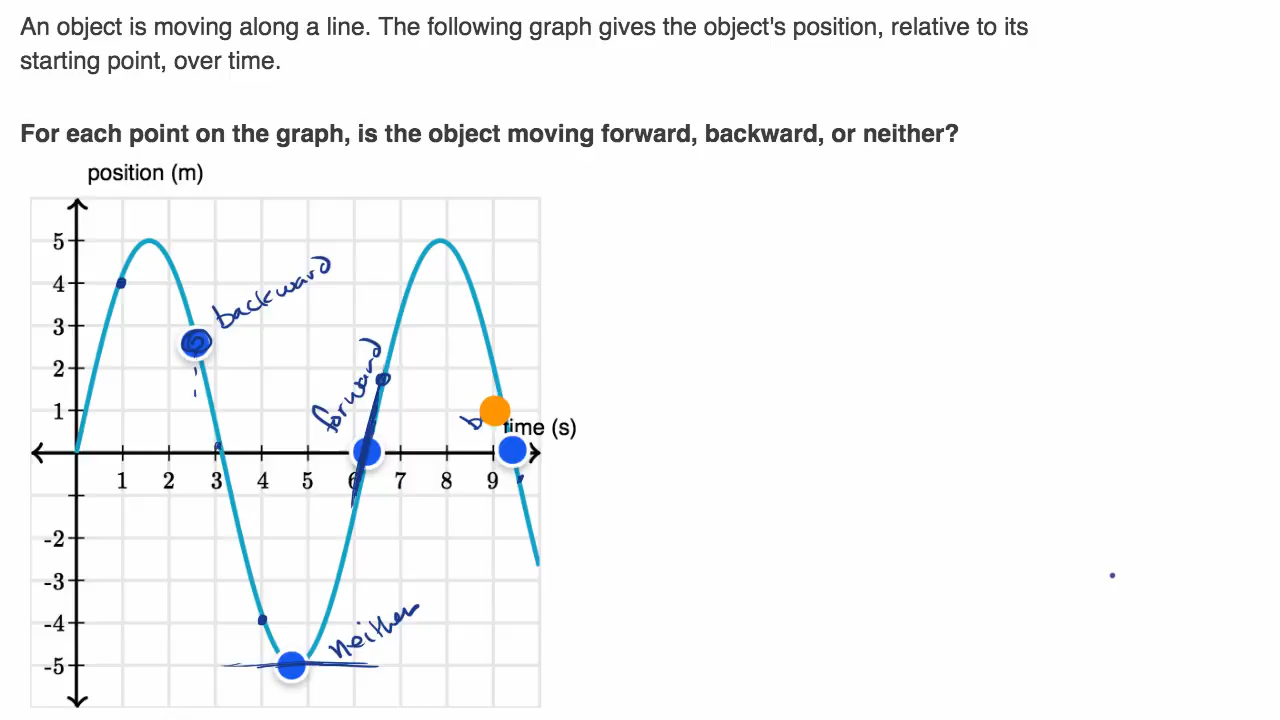 An object is moving along a line. The following graph gives the object's position, relative to its
starting point, over time.
For each point on the graph, is the object moving forward, backward, or neither?
position (m)
5
4
3
2
1
-2
-3
-4
-5
1 2 3 4 5 6 7 8 9
time (s)
backward
forward
b
neither